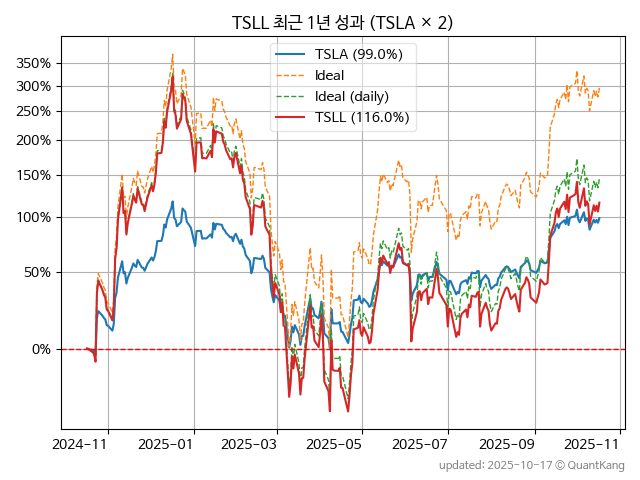 TSLL 최근 1년 성과 (TSLA × 2)
TSLA (99.0%)
Ideal
Ideal (daily)
TSLL (116.0%)
350%
300%
250%
200%
150%
100%
50%
0%
2024-11 2025-01 2025-03 2025-05 2025-07 2025-09 2025-11
updated: 2025-10-17 © QuantKang